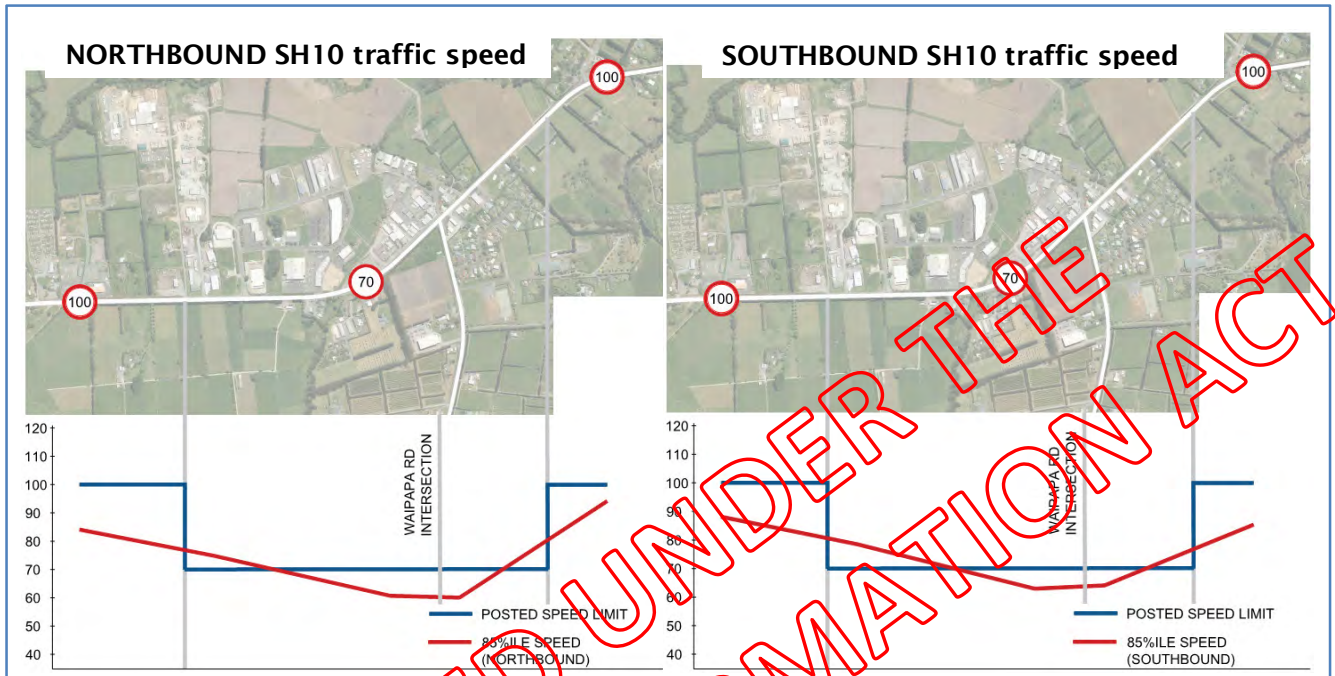 NORTHBOUND SH10 traffic speed
100
70
100
120
110
100
90
80
70
60
50
40
WAIPAPA RD
INTERSECTION
POSTED SPEED LIMIT
85%ILE SPEED
(NORTHBOUND)
SOUTHBOUND SH10 traffic speed
100
70
100
120
110
100
90
80
70
60
50
40
WAIPAPA RD
INTERSECTION
POSTED SPEED LIMIT
85%ILE SPEED
(SOUTHBOUND)
UNDER THE
ACT